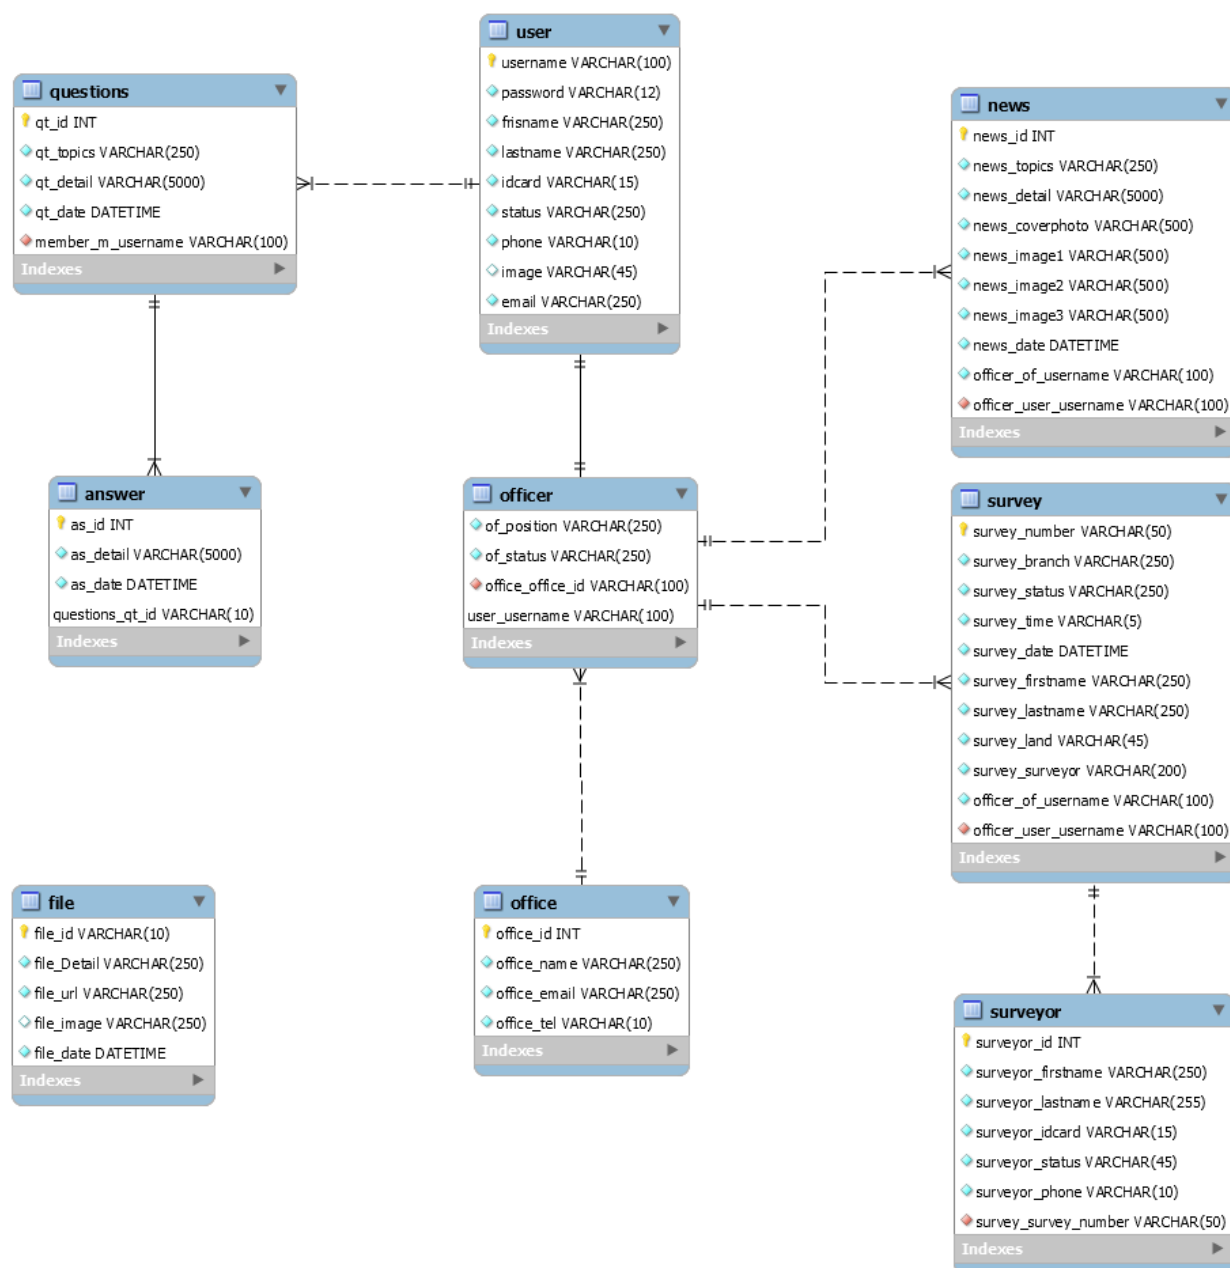 user
username VARCHAR(100)
password VARCHAR(12)
frisname VARCHAR(250)
lastname VARCHAR(250)
idcard VARCHAR(15)
status VARCHAR(250)
phone VARCHAR(10)
image VARCHAR(45)
email VARCHAR(250)
Indexes
questions
qt_id INT
qt_topics VARCHAR(250)
qt_detail VARCHAR(5000)
qt_date DATETIME
member_m_username VARCHAR(100)
Indexes
news
news_id INT
news_topics VARCHAR(250)
news_detail VARCHAR(5000)
news_coverphoto VARCHAR(500)
news_image1 VARCHAR(500)
news_image2 VARCHAR(500)
news_image3 VARCHAR(500)
news_date DATETIME
officer_of_username VARCHAR(100)
officer_user_username VARCHAR(100)
Indexes
answer
as_id INT
as_detail VARCHAR(5000)
as_date DATETIME
questions_qt_id VARCHAR(10)
Indexes
officer
of_position VARCHAR(250)
of_status VARCHAR(250)
office_office_id VARCHAR(100)
user_username VARCHAR(100)
Indexes
survey
survey_number VARCHAR(50)
survey_branch VARCHAR(250)
survey_status VARCHAR(250)
survey_time VARCHAR(5)
survey_date DATETIME
survey_firstname VARCHAR(250)
survey_lastname VARCHAR(250)
survey_land VARCHAR(45)
survey_surveyor VARCHAR(200)
officer_of_username VARCHAR(100)
officer_user_username VARCHAR(100)
Indexes
file
file_id VARCHAR(10)
file_Detail VARCHAR(250)
file_url VARCHAR(250)
file_image VARCHAR(250)
file_date DATETIME
Indexes
office
office_id INT
office_name VARCHAR(250)
office_email VARCHAR(250)
office_tel VARCHAR(10)
Indexes
surveyor
surveyor_id INT
surveyor_firstname VARCHAR(250)
surveyor_lastname VARCHAR(255)
surveyor_idcard VARCHAR(15)
surveyor_status VARCHAR(45)
surveyor_phone VARCHAR(10)
survey_survey_number VARCHAR(50)
Indexes